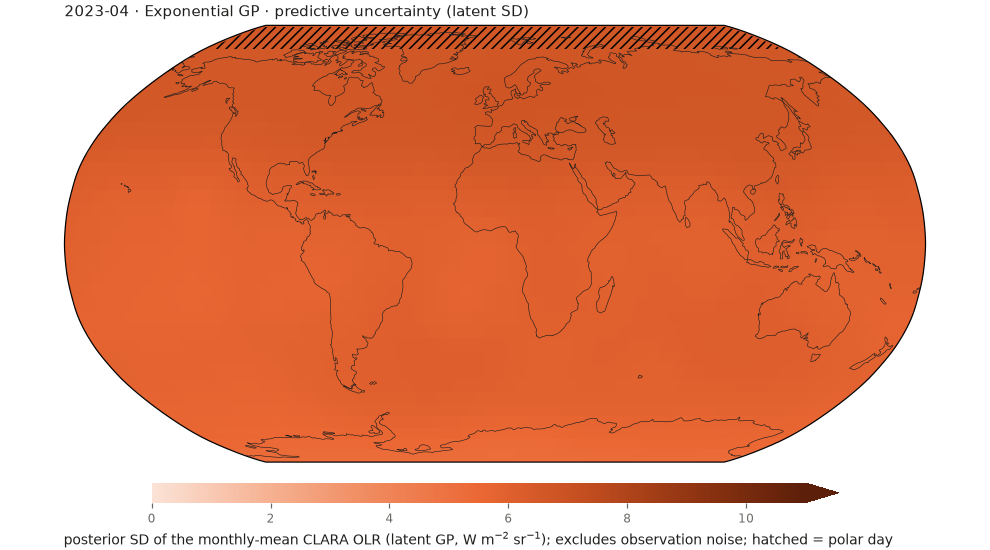 2023-04 · Exponential GP · predictive uncertainty (latent SD)
0 2 4 6 8 10
posterior SD of the monthly-mean CLARA OLR (latent GP, W m⁻² sr⁻¹); excludes observation noise; hatched = polar day